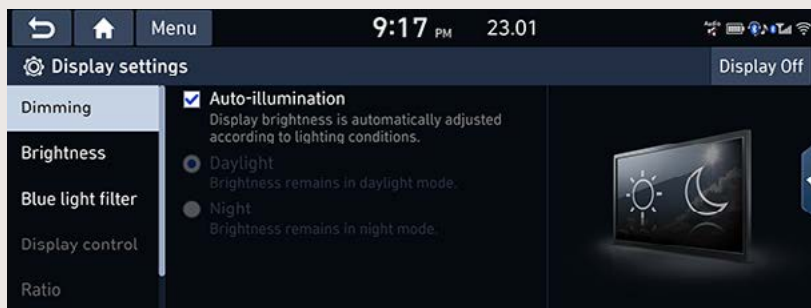 Menu
9:17 PM 23.01
Audio
Display settings
Display Off
Dimming
Brightness
Blue light filter
Display control
Ratio
Auto-illumination
Display brightness is automatically adjusted
according to lighting conditions.
Daylight
Brightness remains in daylight mode.
Night
Brightness remains in night mode.